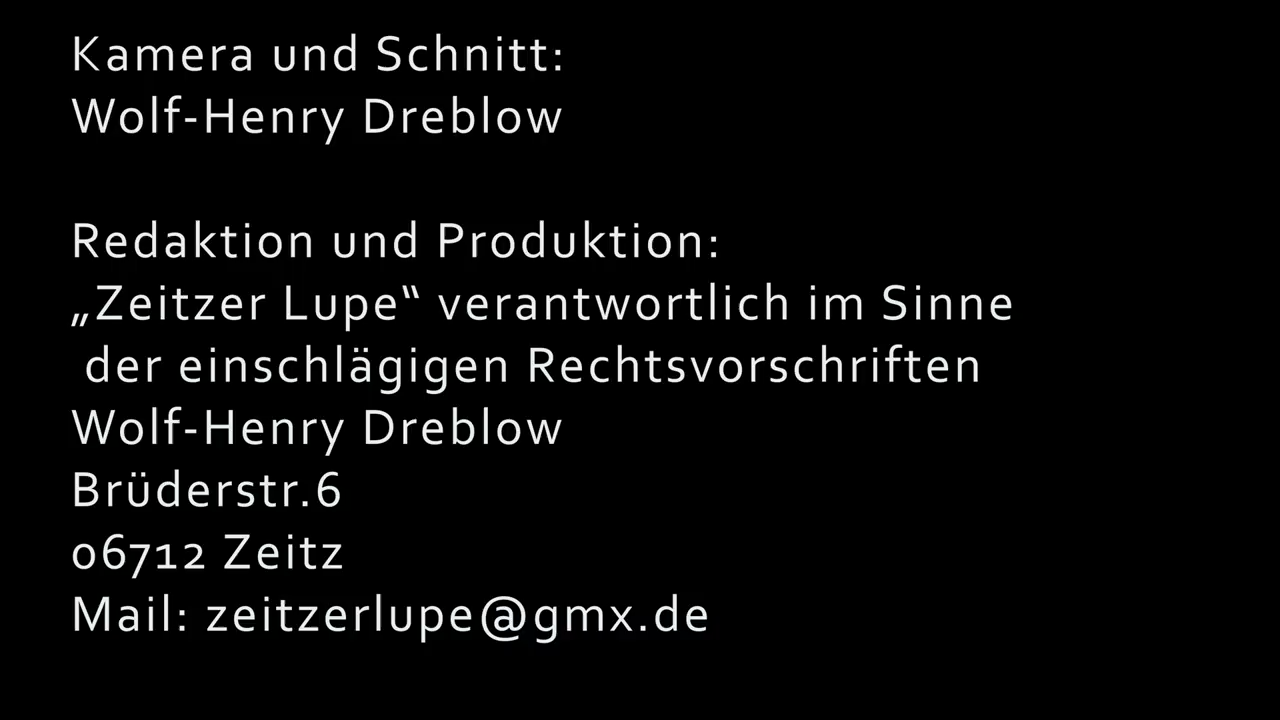 Kamera und Schnitt:
Wolf-Henry Dreblow
Redaktion und Produktion:
„Zeitzer Lupe“ verantwortlich im Sinne
der einschlägigen Rechtsvorschriften
Wolf-Henry Dreblow
Brüderstr.6
06712 Zeitz
Mail: zeitzerlupe@gmx.de